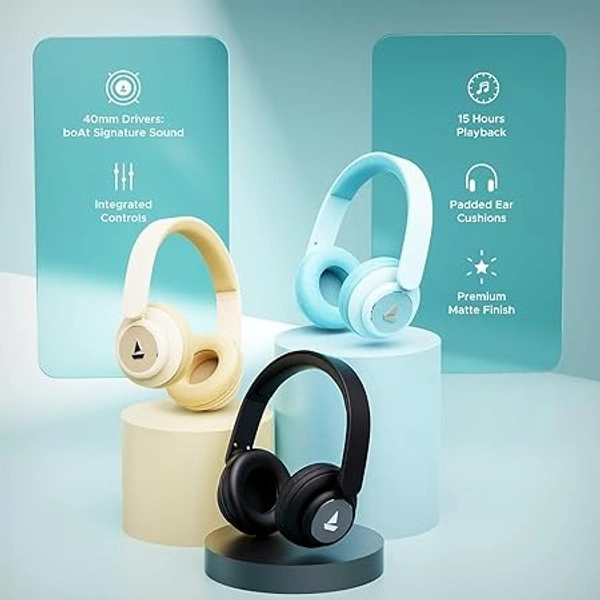 40mm Drivers:
boAt Signature Sound
Integrated
Controls
15 Hours
Playback
Padded Ear
Cushions
Premium
Matte Finish